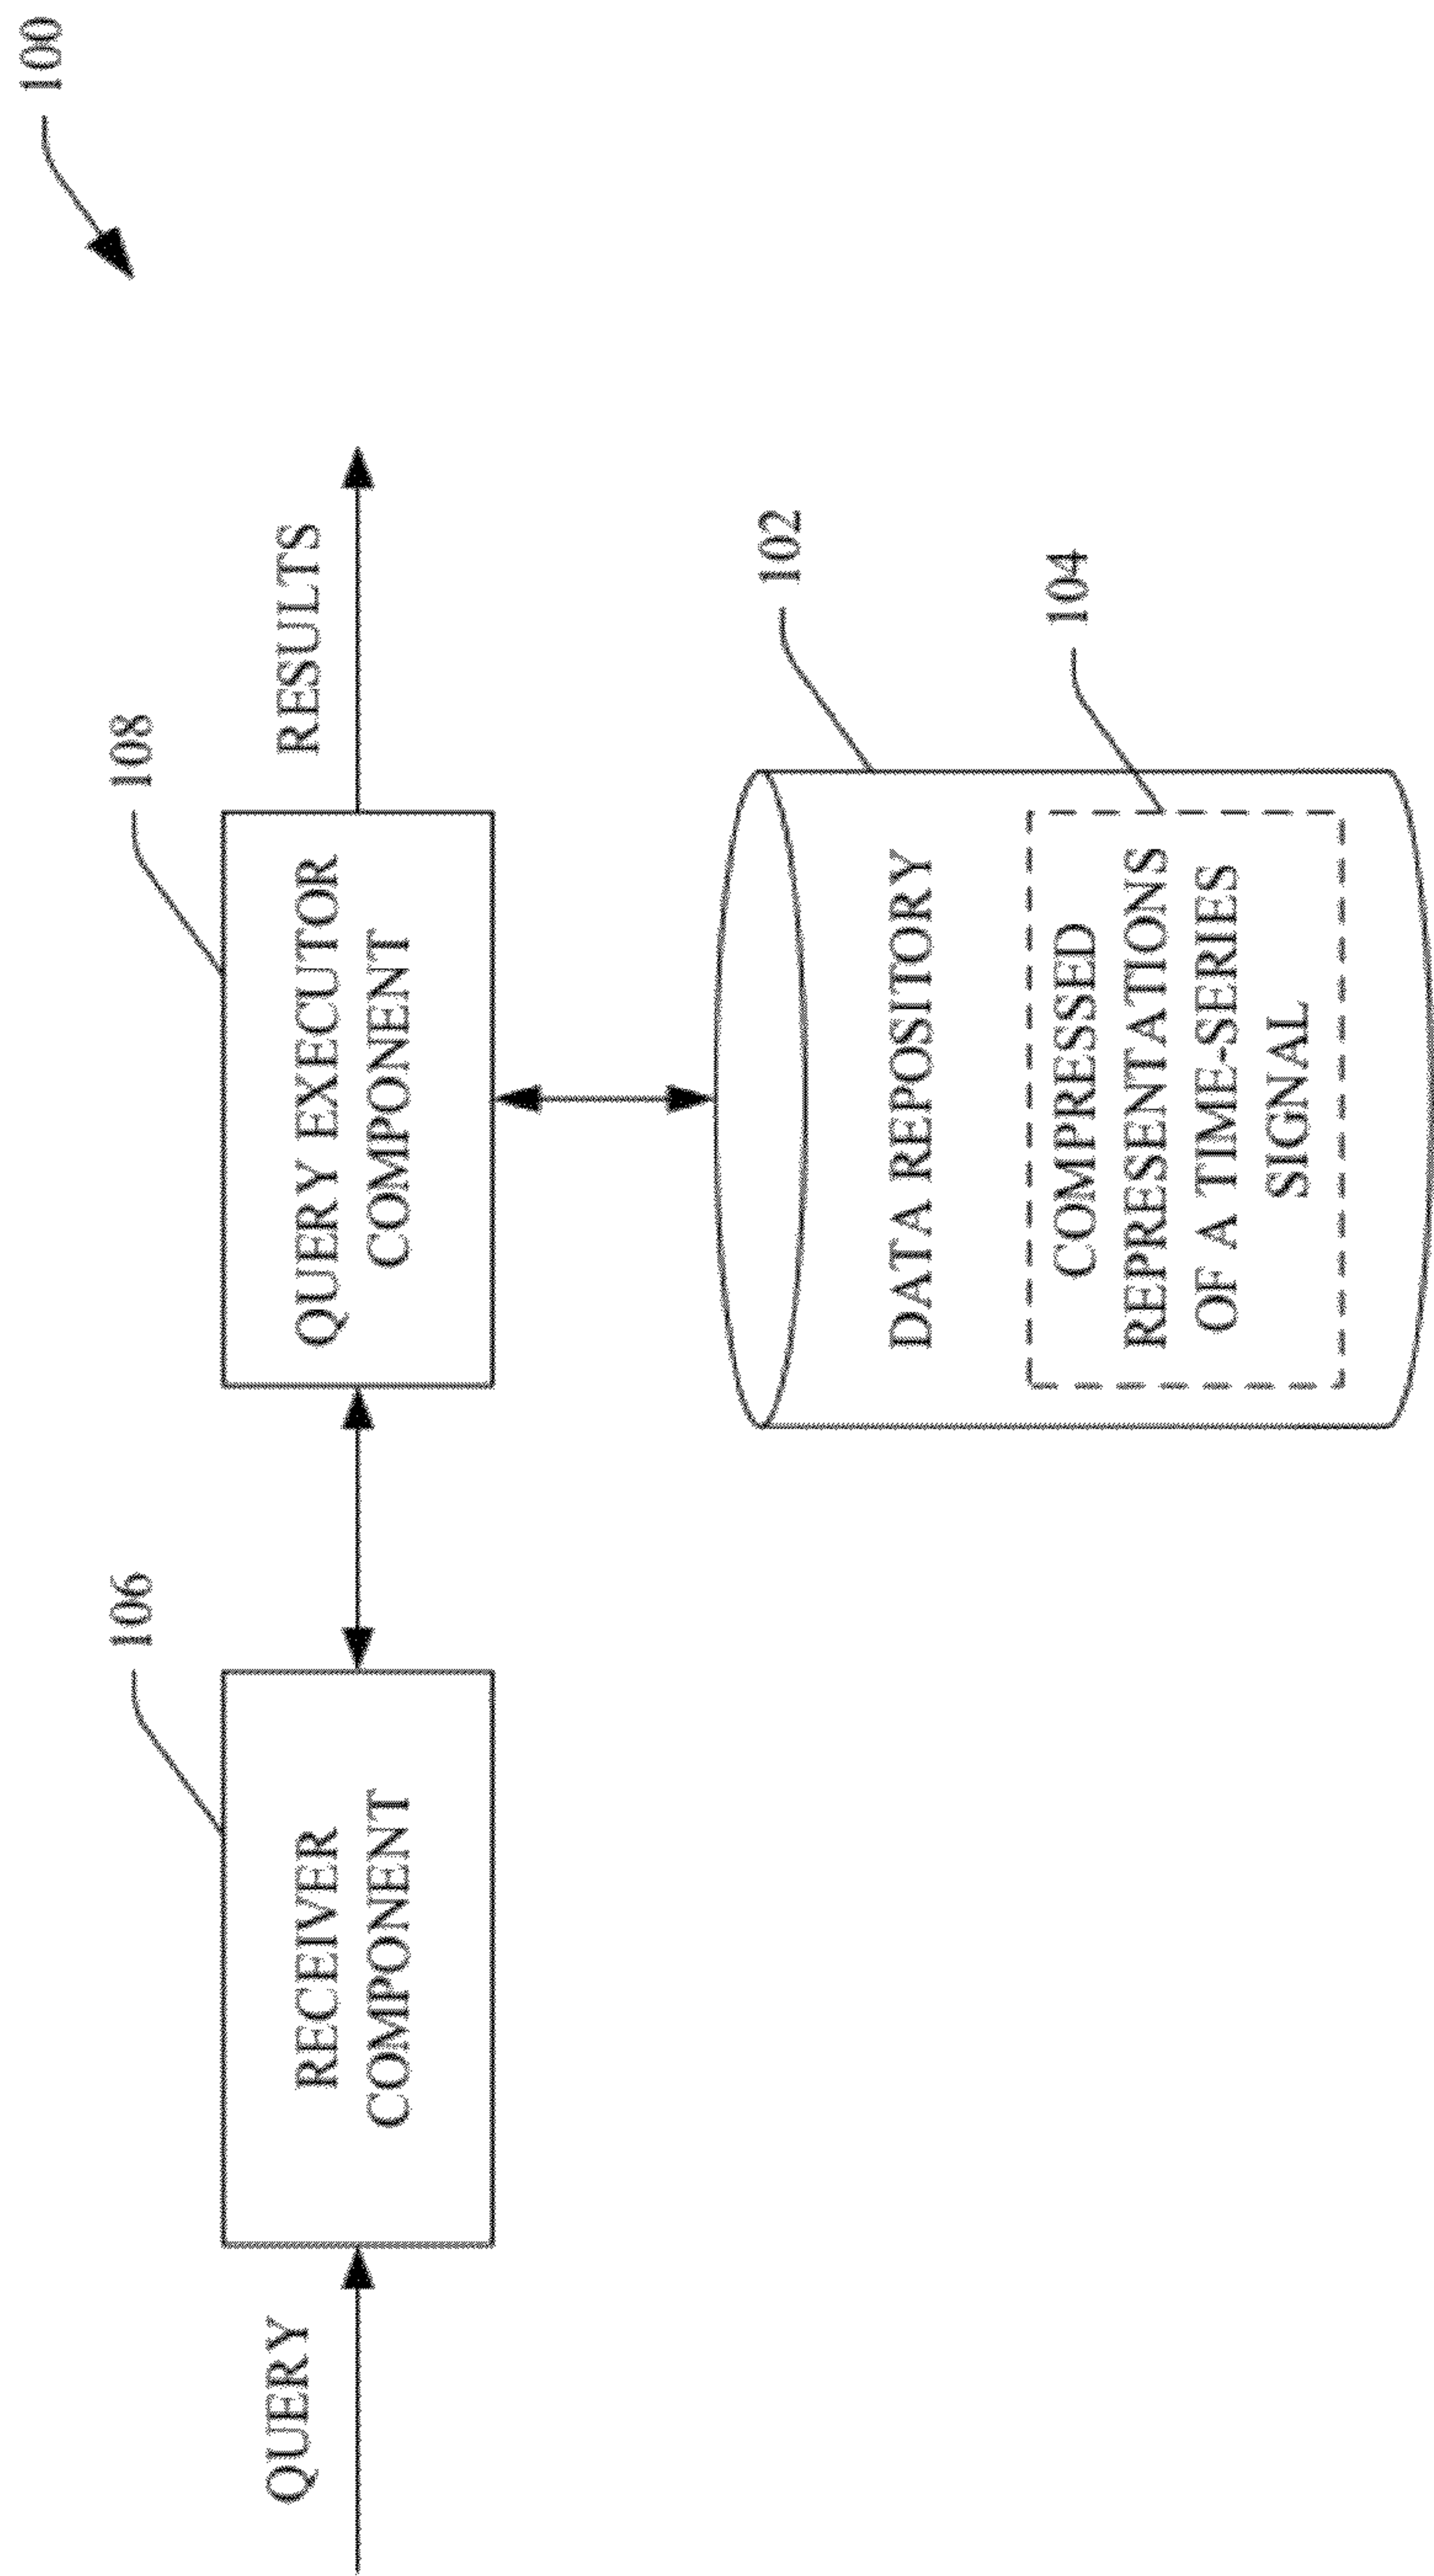 100
108
106
QUERY
RECEIVER
COMPONENT
QUERY EXECUTOR
COMPONENT
RESULTS
102
DATA REPOSITORY
104
COMPRESSED
REPRESENTATIONS
OF A TIME-SERIES
SIGNAL